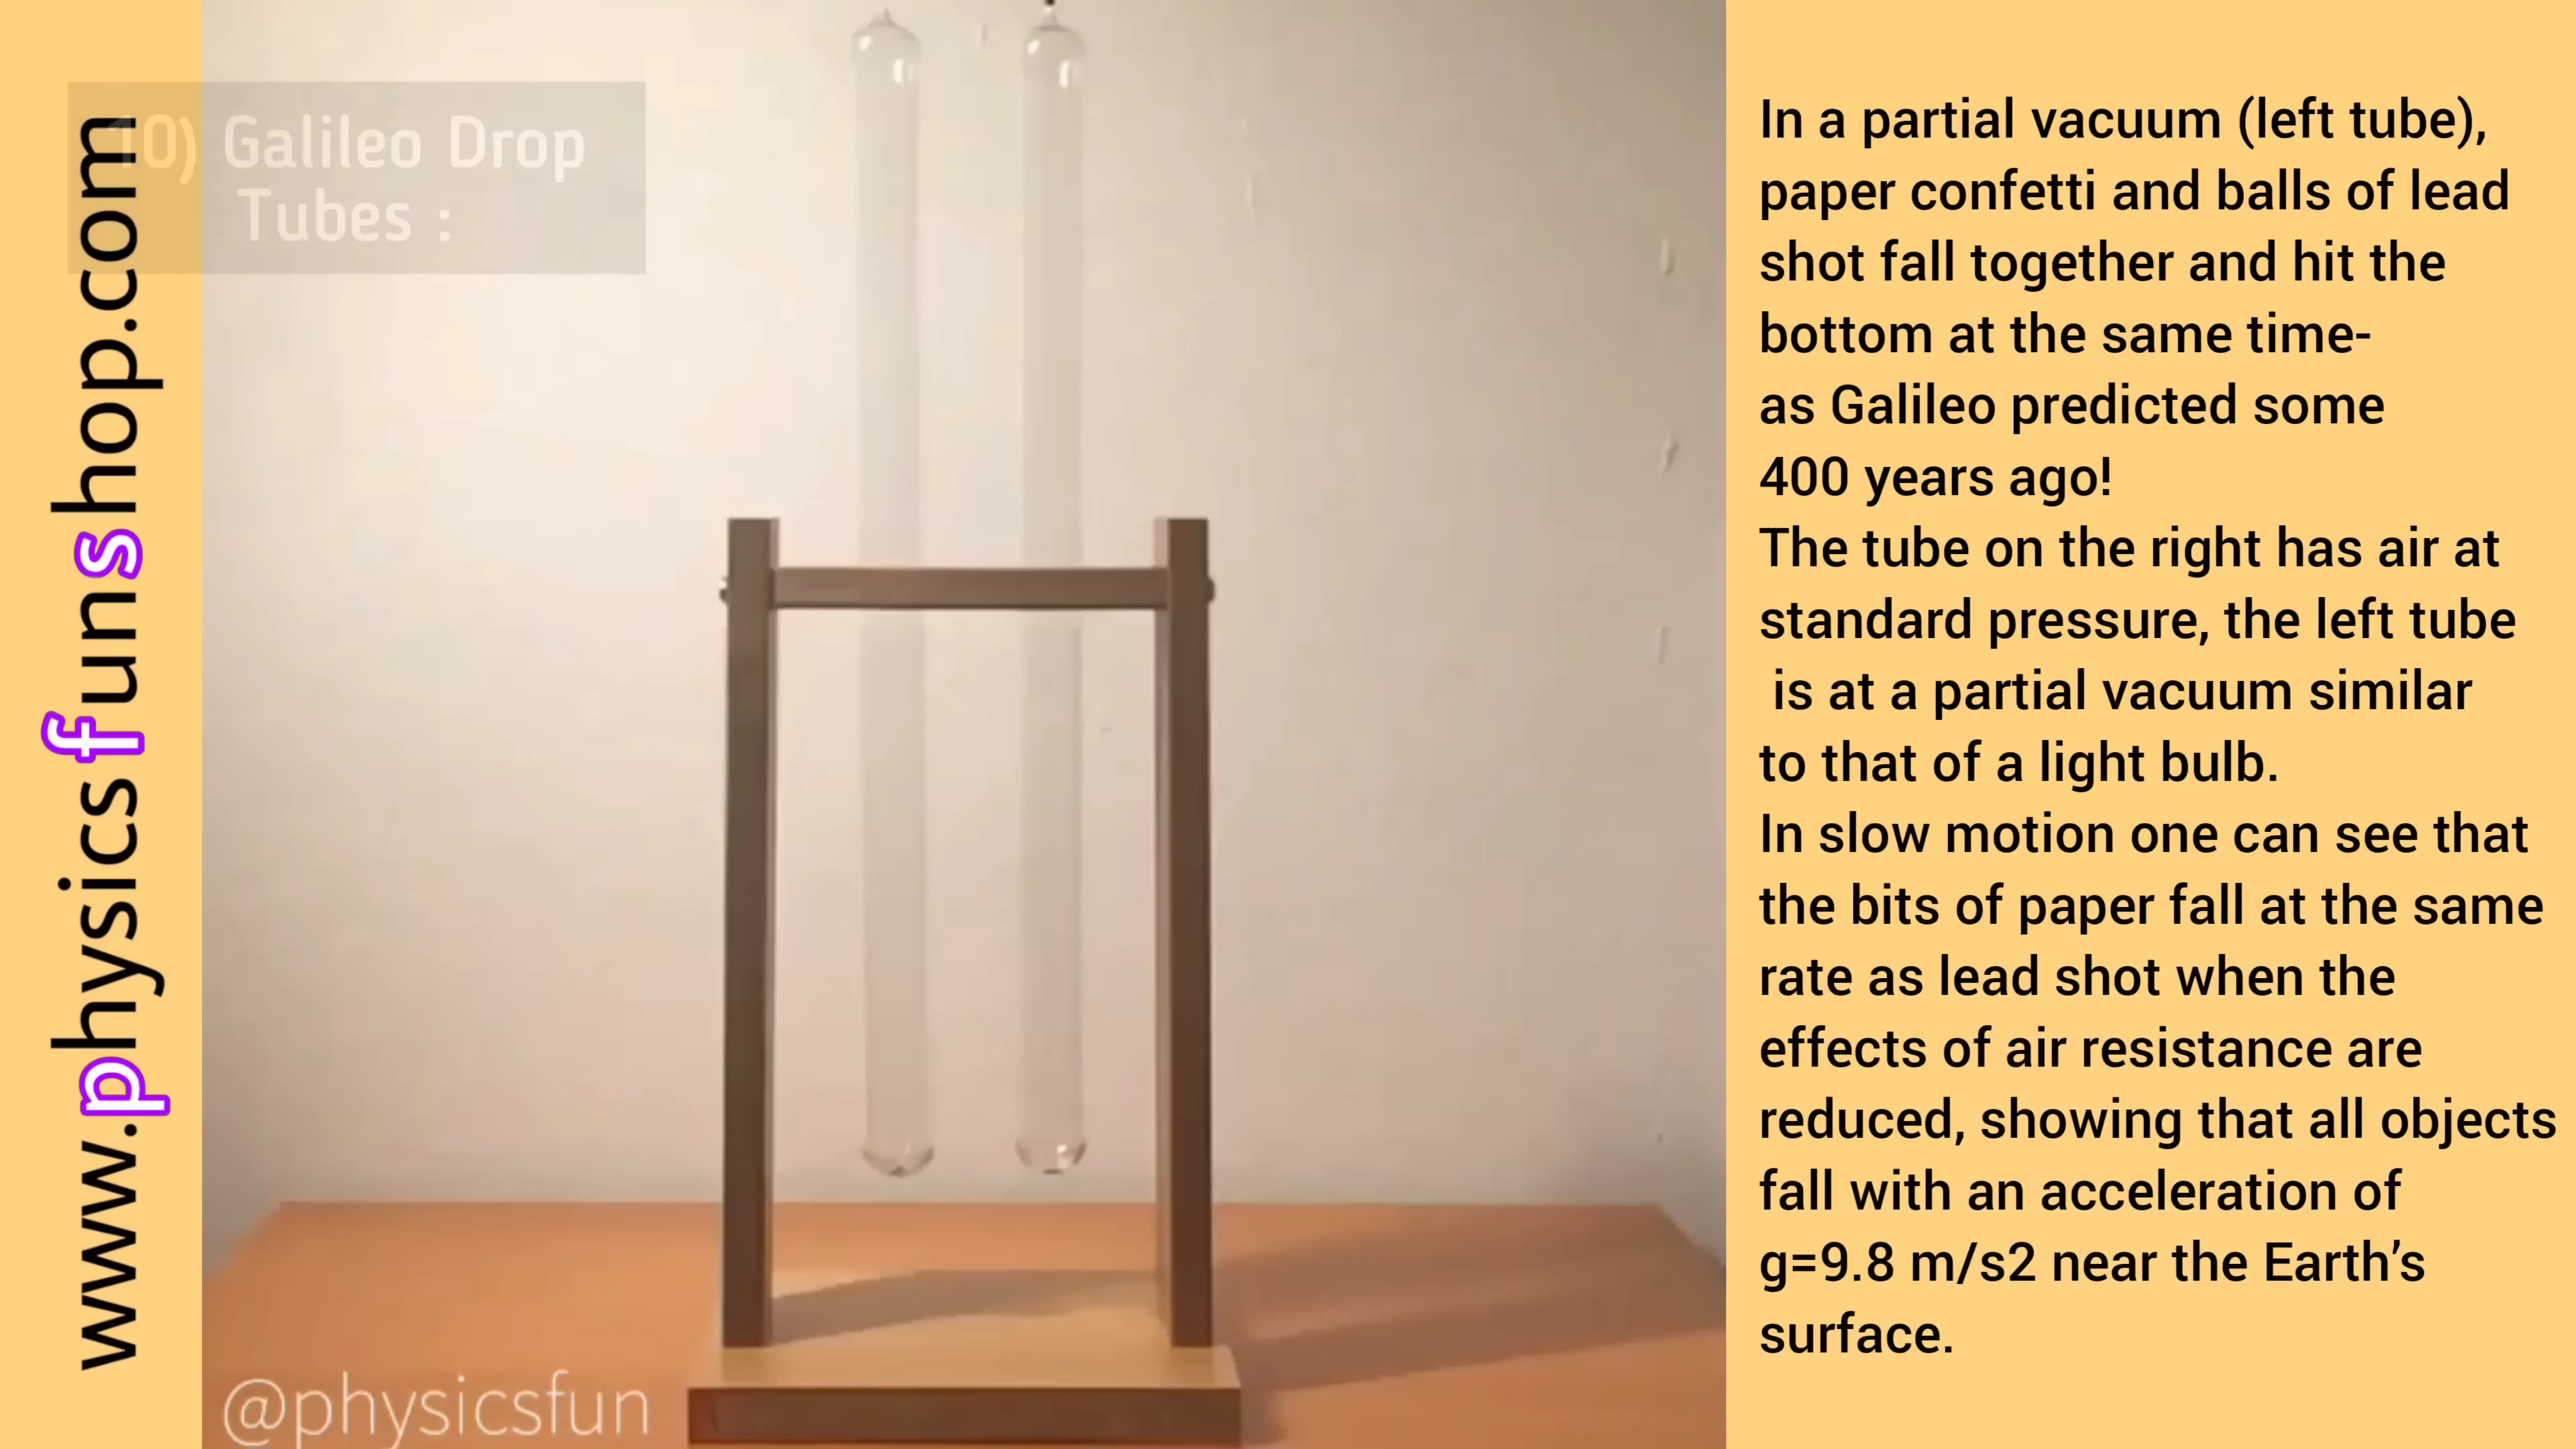 www.physicsfunshop.com
10) Galileo Drop
Tubes :
@physicsfun
In a partial vacuum (left tube),
paper confetti and balls of lead
shot fall together and hit the
bottom at the same time-
as Galileo predicted some
400 years ago!
The tube on the right has air at
standard pressure, the left tube
is at a partial vacuum similar
to that of a light bulb.
In slow motion one can see that
the bits of paper fall at the same
rate as lead shot when the
effects of air resistance are
reduced, showing that all objects
fall with an acceleration of
g=9.8 m/s2 near the Earth’s
surface.